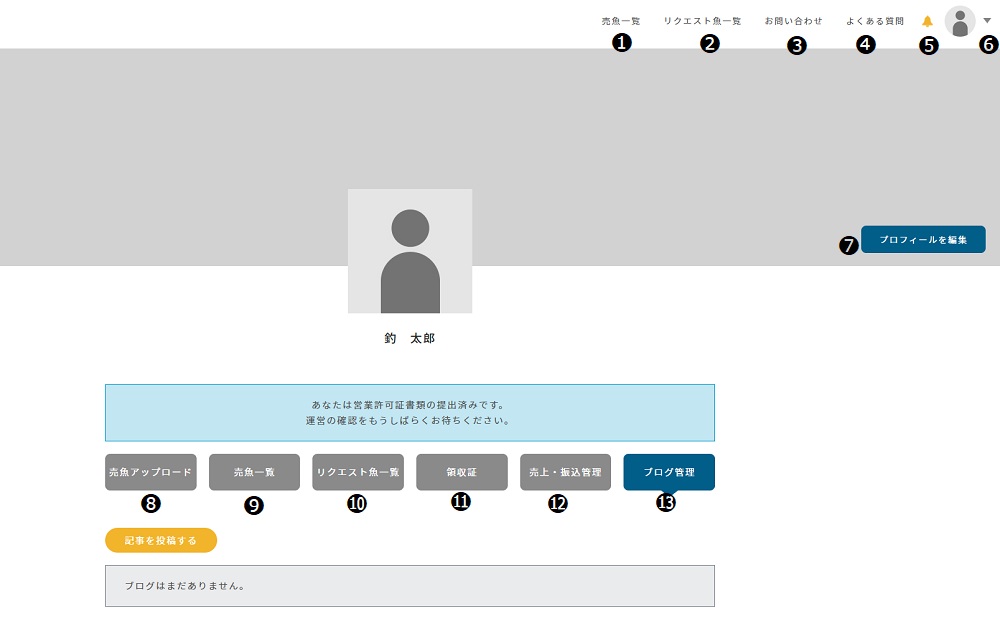 売魚一覧 リクエスト魚一覧 お問い合わせ よくある質問
❶ ❷ ❸ ❹ ❺ ❻
❼ プロフィールを編集
釣　太郎
あなたは営業許可証書類の提出済みです。
運営の確認をもうしばらくお待ちください。
売魚アップロード 売魚一覧 リクエスト魚一覧 領収証 売上・振込管理 ブログ管理
❽ ❾ ❿ ⓫ ⓬ ⓭
記事を投稿する
ブログはまだありません。